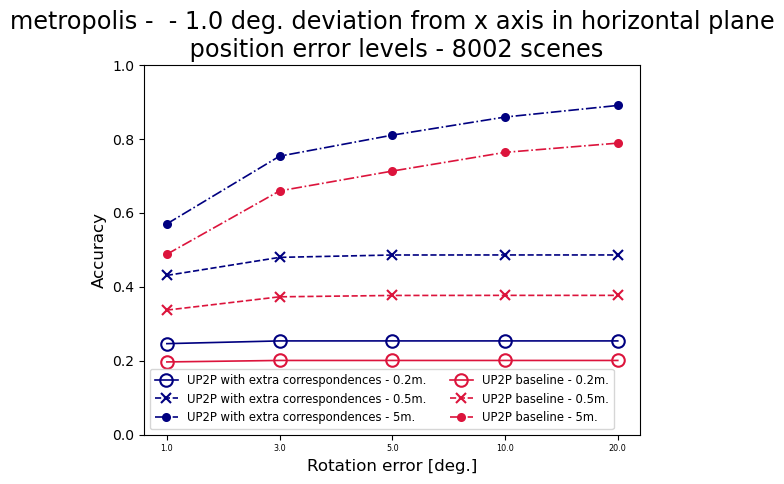 metropolis -  - 1.0 deg. deviation from x axis in horizontal plane
position error levels - 8002 scenes
1.0
0.8
0.6
0.4
0.2
0.0
Accuracy
UP2P with extra correspondences - 0.2m.
UP2P with extra correspondences - 0.5m.
UP2P with extra correspondences - 5m.
UP2P baseline - 0.2m.
UP2P baseline - 0.5m.
UP2P baseline - 5m.
1.0 3.0 5.0 10.0 20.0
Rotation error [deg.]